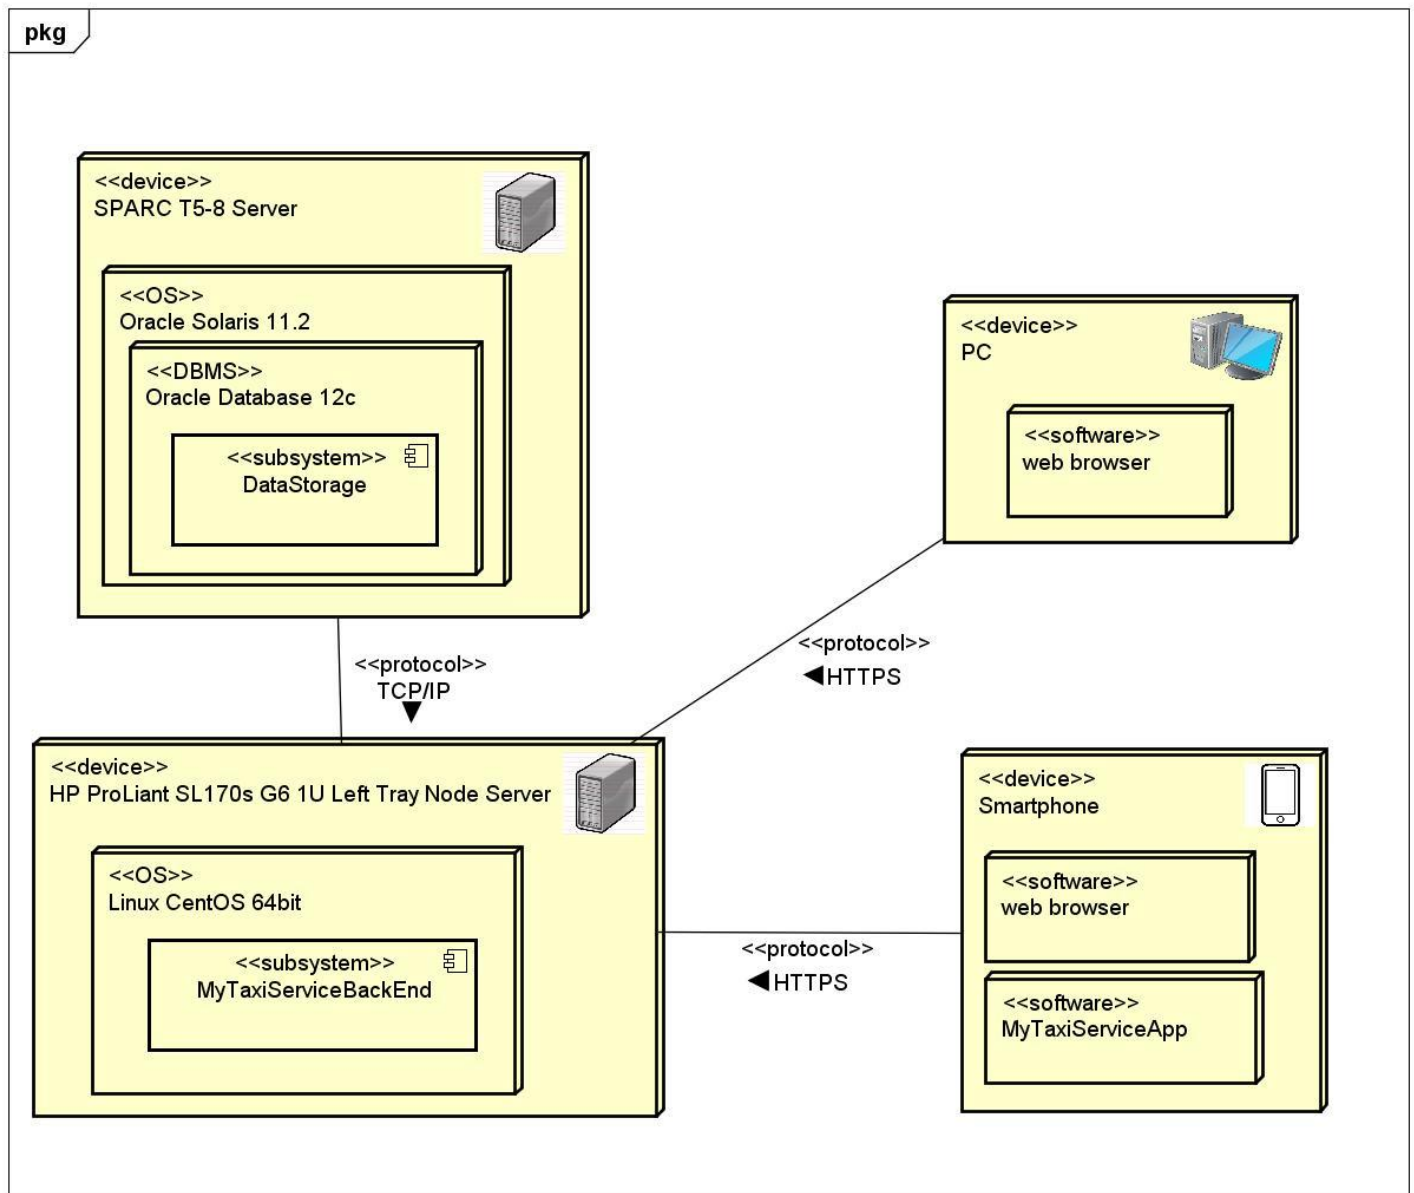 pkg
<<device>>
SPARC T5-8 Server
<<OS>>
Oracle Solaris 11.2
<<DBMS>>
Oracle Database 12c
<<subsystem>>
DataStorage
<<device>>
PC
<<software>>
web browser
<<protocol>>
TCP/IP
<<protocol>>
HTTPS
<<device>>
HP ProLiant SL170s G6 1U Left Tray Node Server
<<OS>>
Linux CentOS 64bit
<<subsystem>>
MyTaxiServiceBackEnd
<<protocol>>
HTTPS
<<device>>
Smartphone
<<software>>
web browser
<<software>>
MyTaxiServiceApp